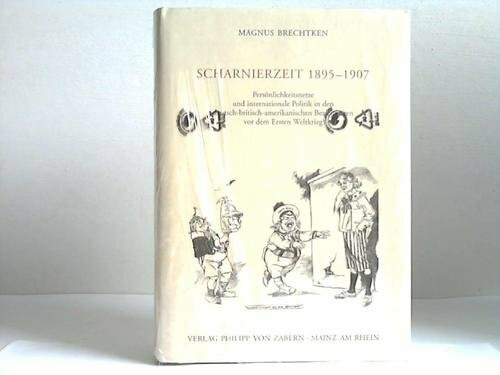 MAGNUS BRECHTKEN
SCHARNIERZEIT 1895–1907
Persönlichkeitsnetze
und internationale Politik in den
-britisch-amerikanischen
vor dem Ersten Weltkrieg
VERLAG PHILIPP VON ZABERN · MAINZ AM RHEIN